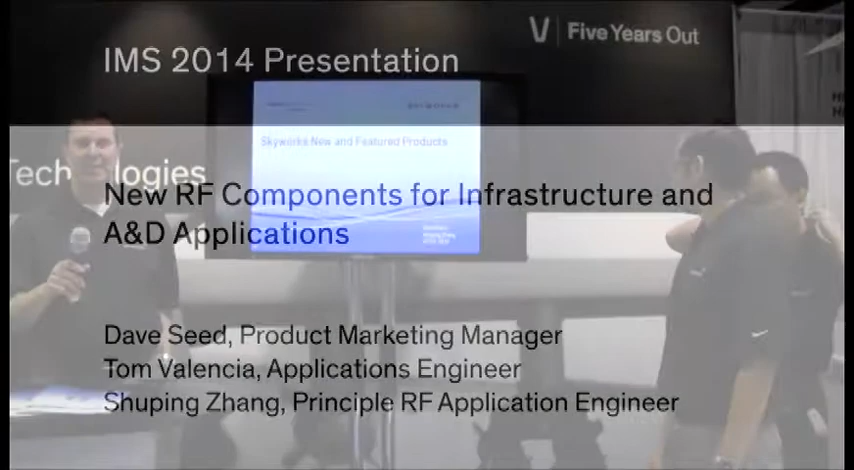 V | Five Years Out
IMS 2014 Presentation
Skyworks New and Featured Products
Technologies
New RF Components for Infrastructure and
A&D Applications
Dave Seed, Product Marketing Manager
Tom Valencia, Applications Engineer
Shuping Zhang, Principle RF Application Engineer